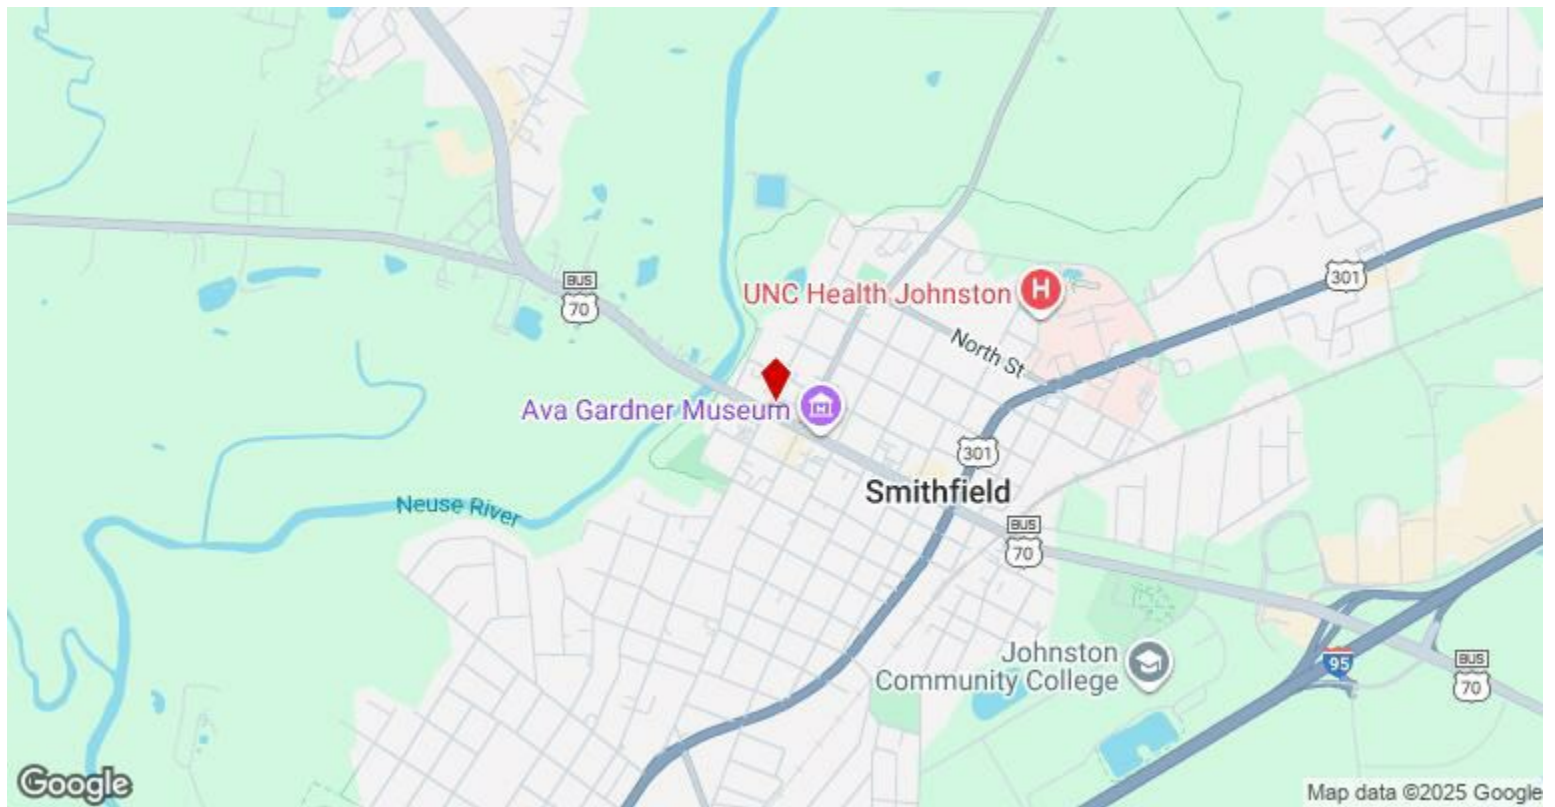 BUS
70
301
UNC Health Johnston
H
North St
Ava Gardner Museum
301
Smithfield
Neuse River
BUS
70
Johnston
Community College
95
BUS
70
Google
Map data ©2025 Google